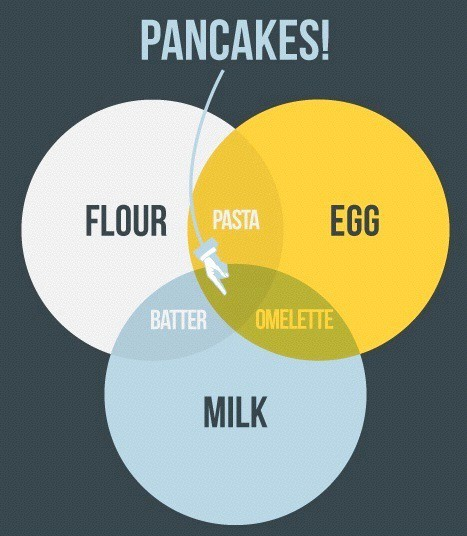 PANCAKES!
FLOUR
PASTA
EGG
BATTER
OMELETTE
MILK